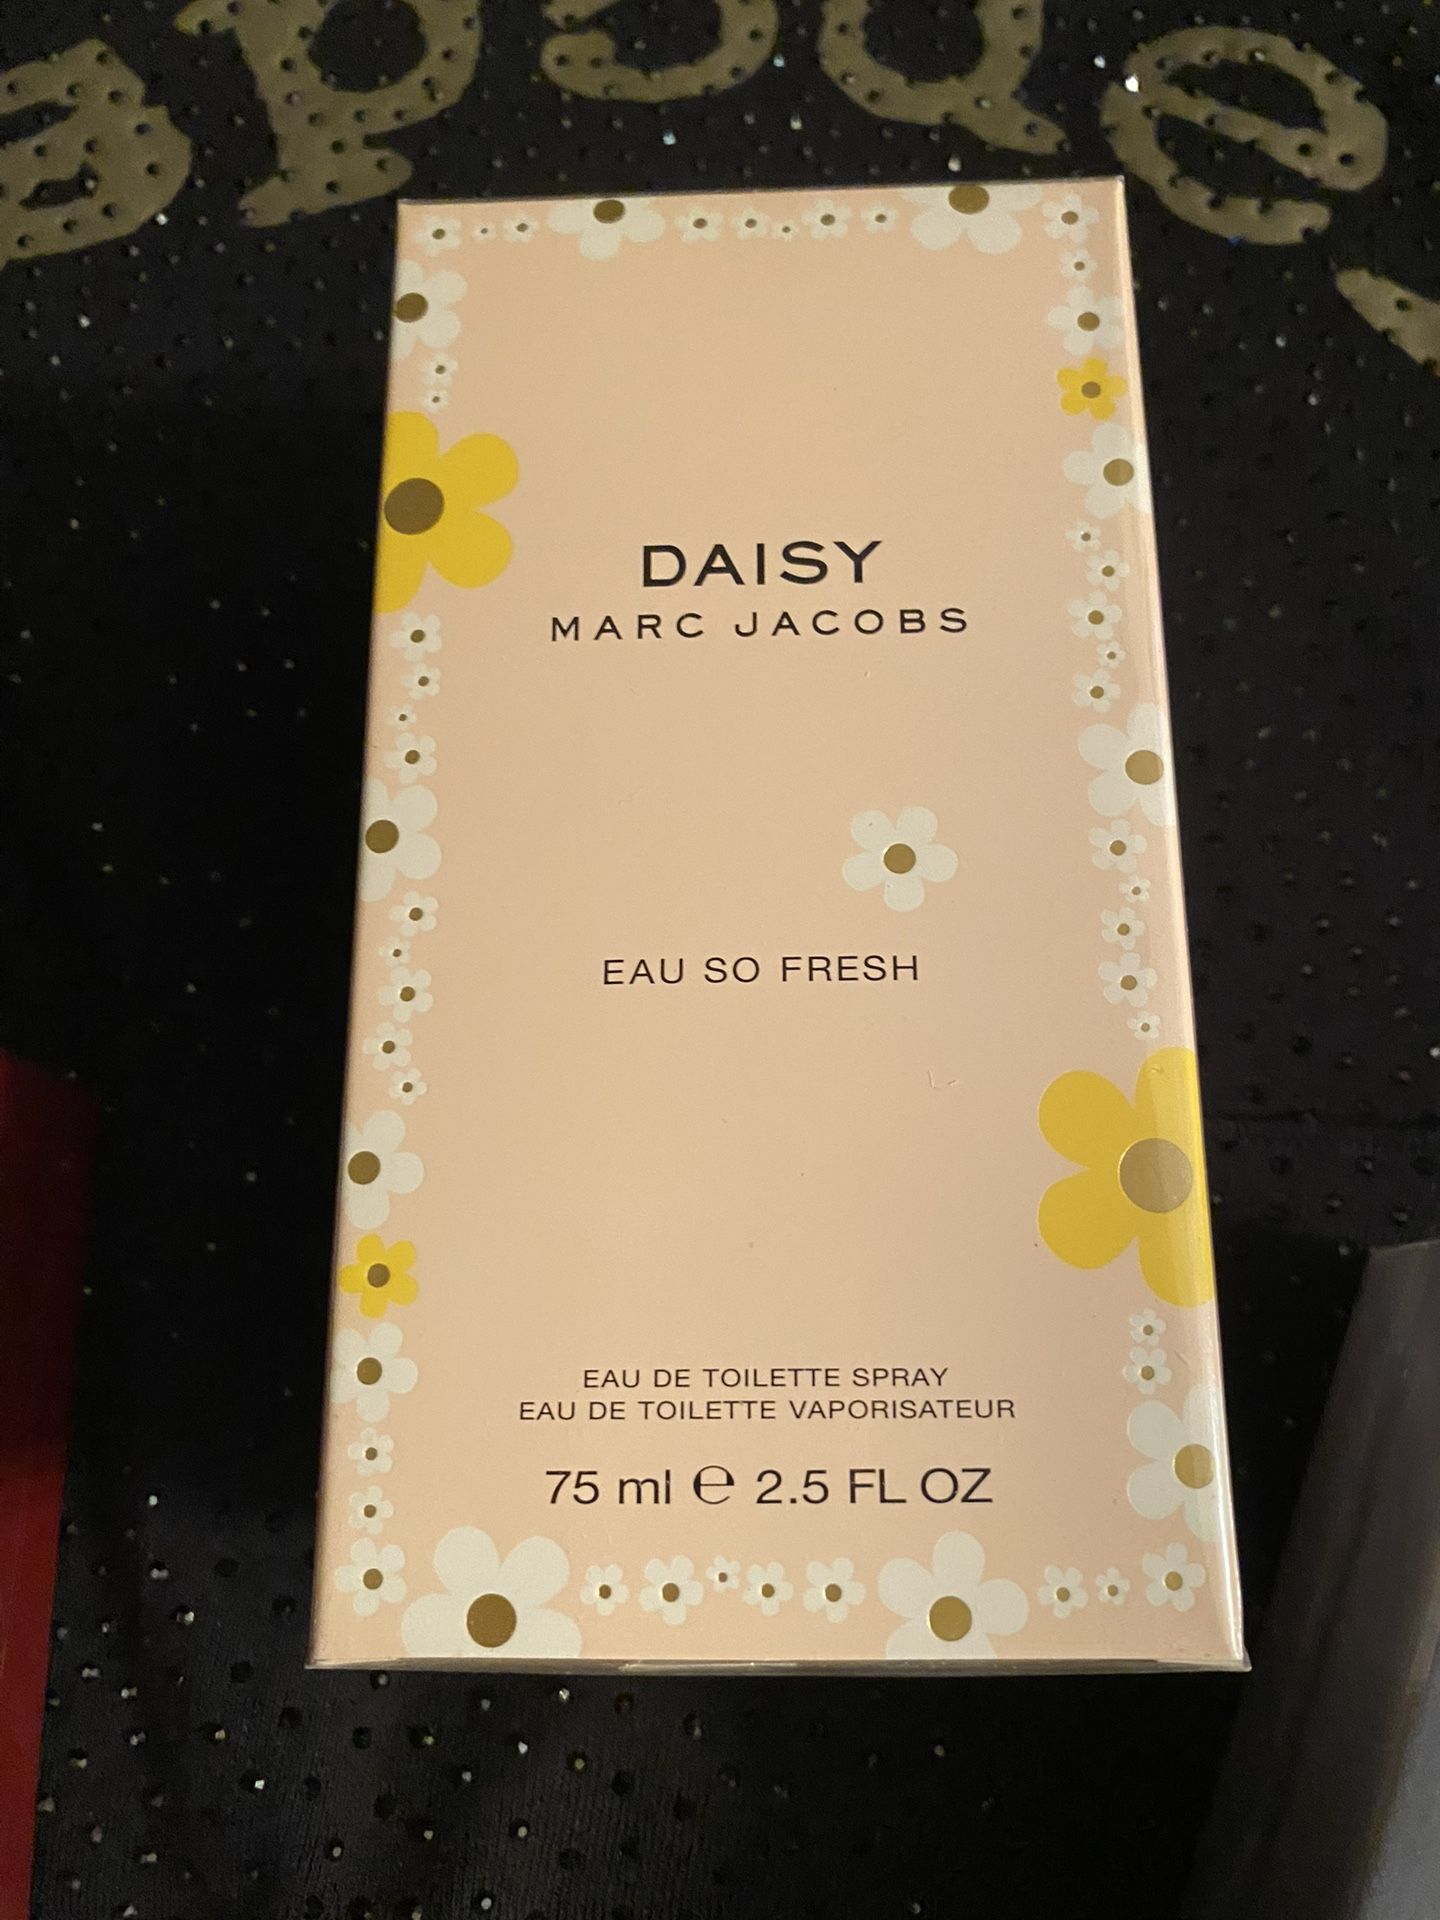 DAISY
MARC JACOBS
EAU SO FRESH
EAU DE TOILETTE SPRAY
EAU DE TOILETTE VAPORISATEUR
75 ml ℮ 2.5 FL OZ